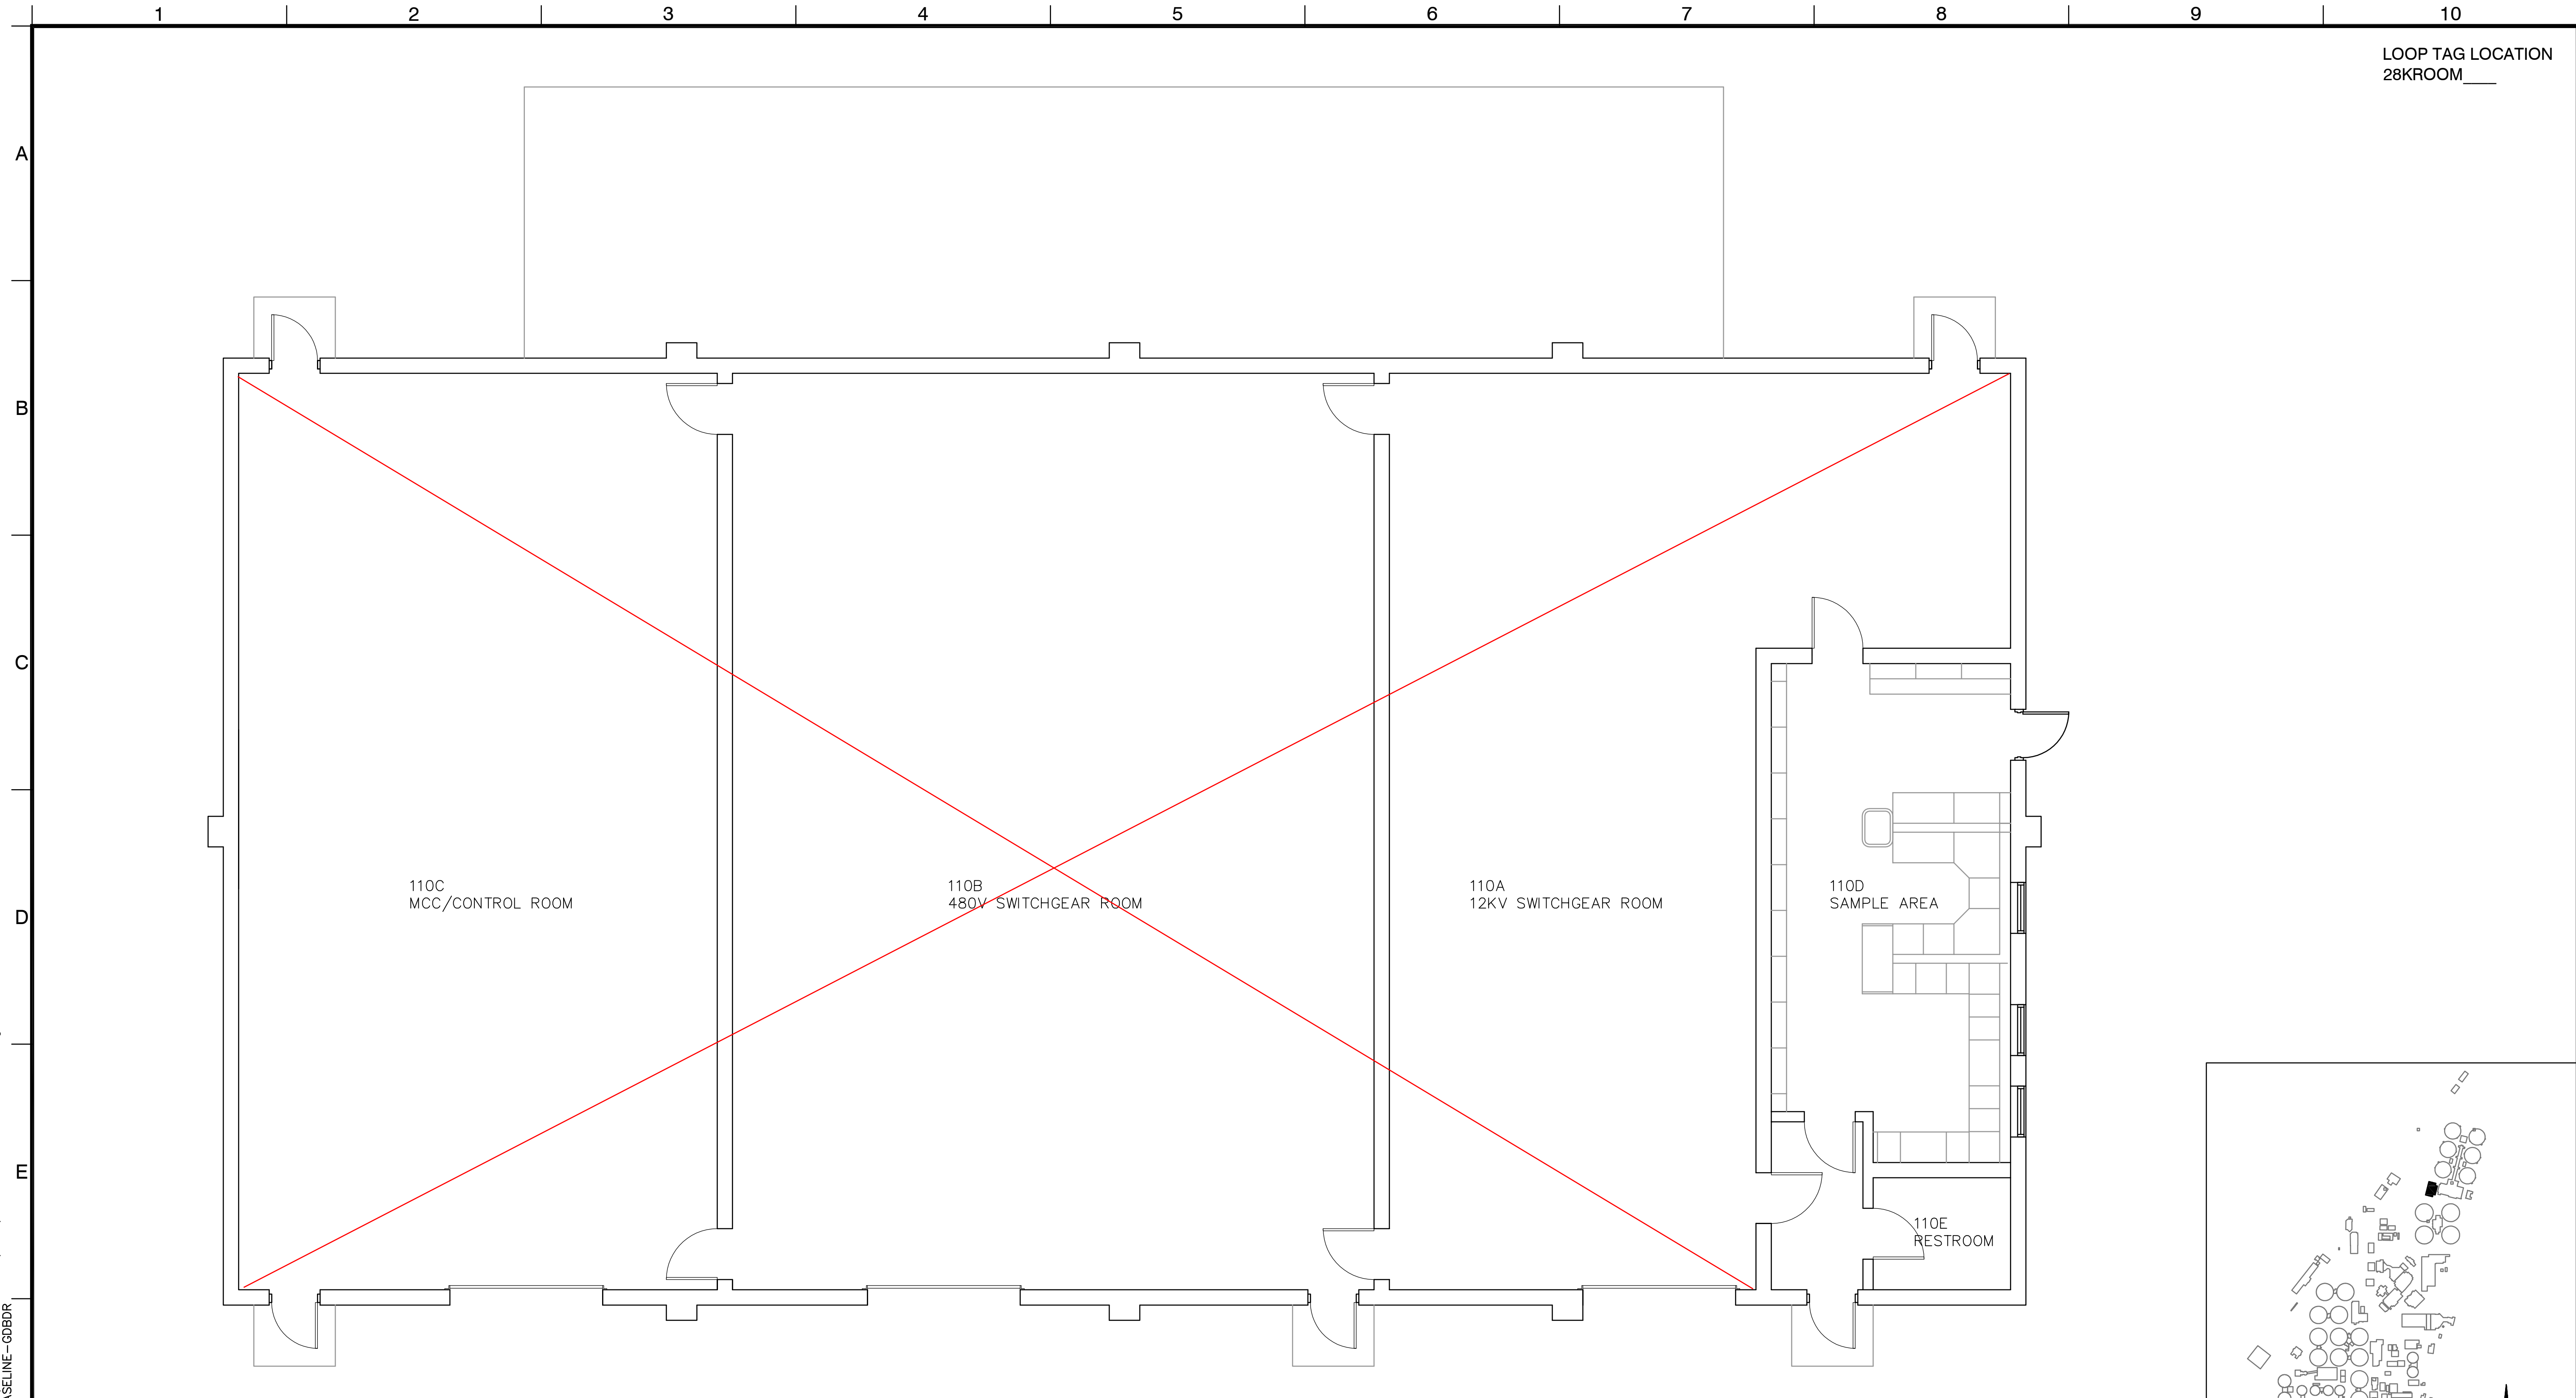 1 2 3 4 5 6 7 8 9 10
LOOP TAG LOCATION
28KROOM____
A
B
C
D
E
110C
MCC/CONTROL ROOM
110B
480V SWITCHGEAR ROOM
110A
12KV SWITCHGEAR ROOM
110D
SAMPLE AREA
110E
RESTROOM